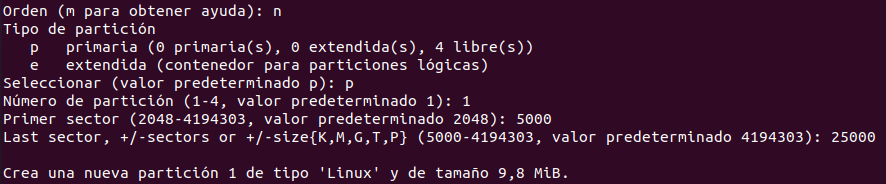 Orden (m para obtener ayuda): n
Tipo de partición
p primaria (0 primaria(s), 0 extendida(s), 4 libre(s))
e extendida (contenedor para particiones lógicas)
Seleccionar (valor predeterminado p): p
Número de partición (1-4, valor predeterminado 1): 1
Primer sector (2048-4194303, valor predeterminado 2048): 5000
Last sector, +/-sectors or +/-size{K,M,G,T,P} (5000-4194303, valor predeterminado 4194303): 25000
Crea una nueva partición 1 de tipo 'Linux' y de tamaño 9,8 MiB.